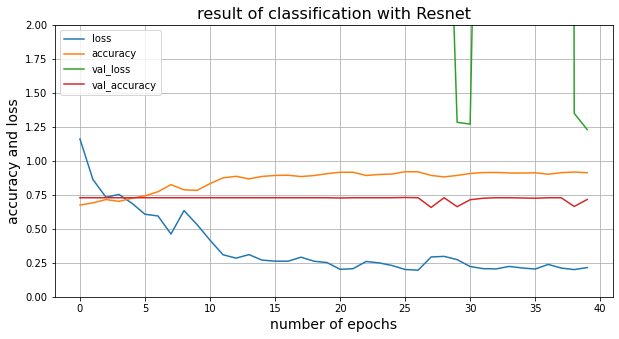 result of classification with Resnet
loss
accuracy
val_loss
val_accuracy
accuracy and loss
2.00
1.75
1.50
1.25
1.00
0.75
0.50
0.25
0.00
0 5 10 15 20 25 30 35 40
number of epochs